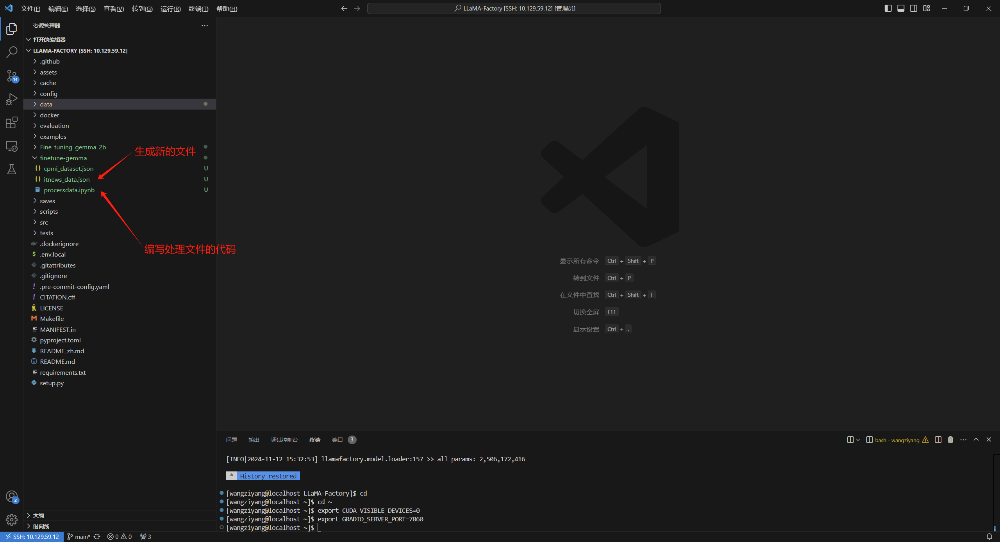 文件(F) 编辑(E) 选择(S) 查看(V) 转到(G) 运行(R) 终端(T) 帮助(H)
LLaMA-Factory [SSH: 10.129.59.12] [管理员]
资源管理器
打开的编辑器
LLAMA-FACTORY [SSH: 10.129.59.12]
.github
assets
14
cache
config
data
docker
evaluation
examples
Fine_tuning_gemma_2b
生成新的文件
finetune-gemma
cpmi_dataset.json U
itnews_data.json U
processdata.ipynb U
saves
scripts
src
tests
.dockerignore
编写处理文件的代码
.env.local
.gitattributes
.gitignore
.pre-commit-config.yaml
CITATION.cff
LICENSE
Makefile
MANIFEST.in
pyproject.toml
README_zh.md
README.md
requirements.txt
setup.py
显示所有命令 Ctrl + Shift + P
转到文件 Ctrl + P
在文件中查找 Ctrl + Shift + F
切换全屏 F11
显示设置 Ctrl + ,
问题 输出 调试控制台 终端 端口 3
bash - wangziyang
[INFO|2024-11-12 15:32:53] llamafactory.model.loader:157 >> all params: 2,506,172,416
* History restored
[wangziyang@localhost LLaMA-Factory]$ cd
[wangziyang@localhost ~]$ cd ~
[wangziyang@localhost ~]$ export CUDA_VISIBLE_DEVICES=0
[wangziyang@localhost ~]$ export GRADIO_SERVER_PORT=7860
[wangziyang@localhost ~]$
2
大纲
时间线
SSH: 10.129.59.12 main* 0 0 3